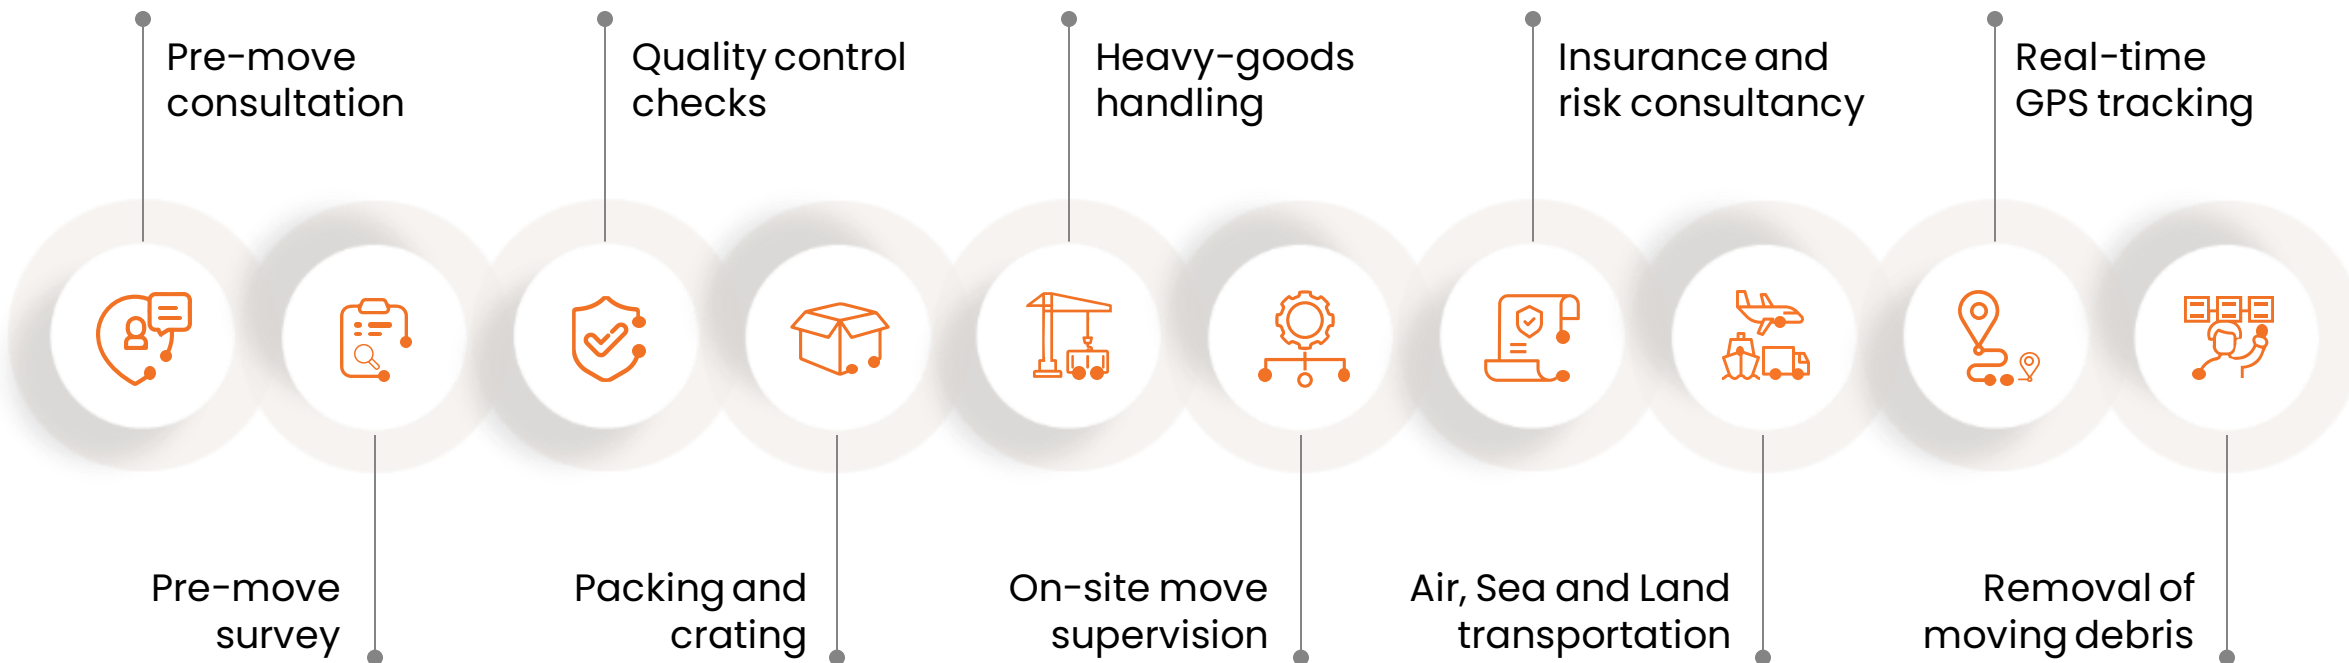 Pre-move
consultation
Quality control
checks
Heavy-goods
handling
Insurance and
risk consultancy
Real-time
GPS tracking
Pre-move
survey
Packing and
crating
On-site move
supervision
Air, Sea and Land
transportation
Removal of
moving debris